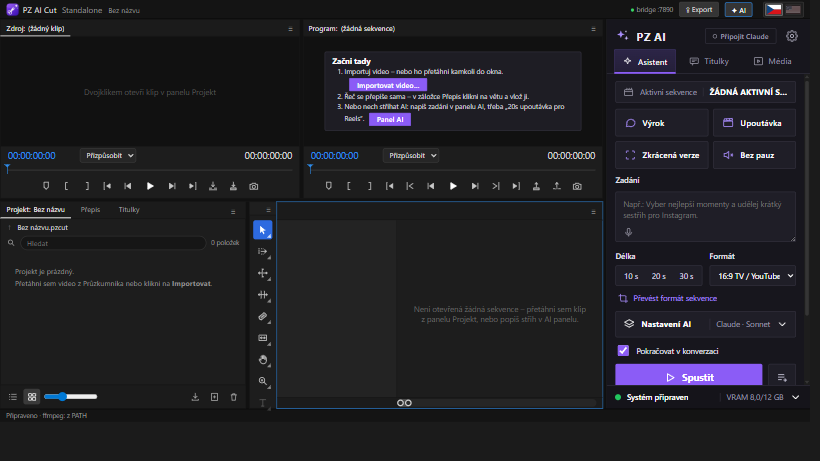 PZ AI Cut Standalone Bez názvu
bridge :7890 Export AI
Zdroj: (žádný klip)
Dvojklikem otevři klip v panelu Projekt
00:00:00:00 Přizpůsobit 00:00:00:00
Program: (žádná sekvence)
Začni tady
1. Importuj video – nebo ho přetáhni kamkoli do okna.
Importovat video...
2. Řeč se přepíše sama – v záložce Přepis klikni na větu a vlož ji.
3. Nebo nech stříhat AI: napiš zadání v panelu AI, třeba „20s upoutávka pro
Reels“. Panel AI
00:00:00:00 Přizpůsobit 00:00:00:00
Projekt: Bez názvu Přepis Titulky
Bez názvu.pzcut
Hledat 0 položek
Projekt je prázdný.
Přetáhni sem video z Průzkumníka nebo klikni na Importovat.
Není otevřená žádná sekvence – přetáhni sem klip
z panelu Projekt, nebo popiš střih v AI panelu.
PZ AI Připojit Claude
Asistent Titulky Média
Aktivní sekvence ŽÁDNÁ AKTIVNÍ S...
Výrok Upoutávka
Zkrácená verze Bez pauz
Zadání
Např.: Vyber nejlepší momenty a udělej krátký
sestřih pro Instagram.
Délka Formát
10 s 20 s 30 s 16:9 TV / YouTube
Převést formát sekvence
Nastavení AI Claude · Sonnet
Pokračovat v konverzaci
Spustit
Systém připraven VRAM 8,0/12 GB
Připraveno · ffmpeg: z PATH